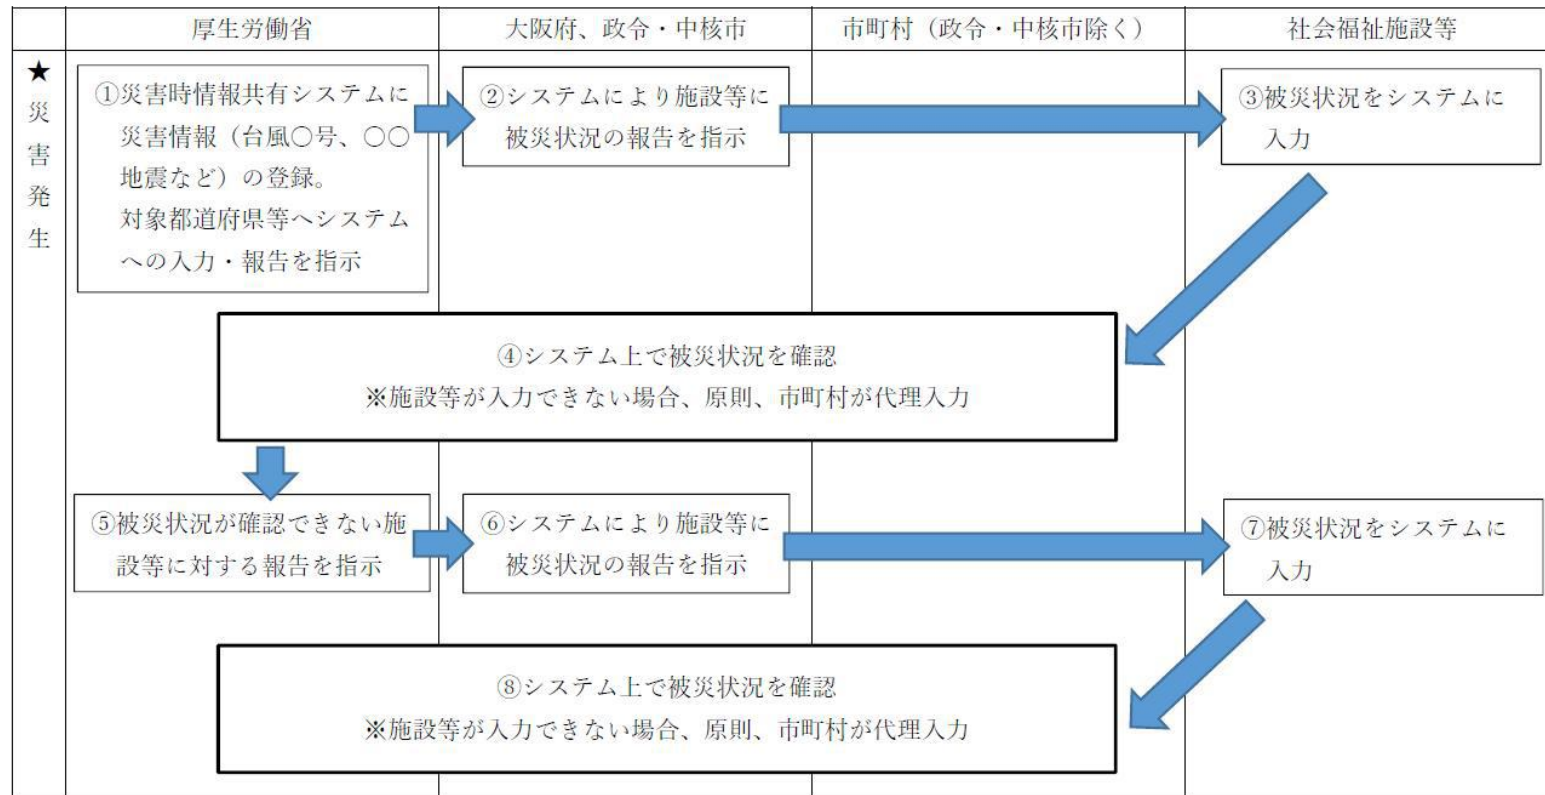 厚生労働省
大阪府、政令・中核市
市町村（政令・中核市除く）
社会福祉施設等
★災害発生
①災害時情報共有システムに
災害情報（台風〇号、〇〇
地震など）の登録。
対象都道府県等へシステム
への入力・報告を指示
②システムにより施設等に
被災状況の報告を指示
③被災状況をシステムに
入力
④システム上で被災状況を確認
※施設等が入力できない場合、原則、市町村が代理入力
⑤被災状況が確認できない施
設等に対する報告を指示
⑥システムにより施設等に
被災状況の報告を指示
⑦被災状況をシステムに
入力
⑧システム上で被災状況を確認
※施設等が入力できない場合、原則、市町村が代理入力